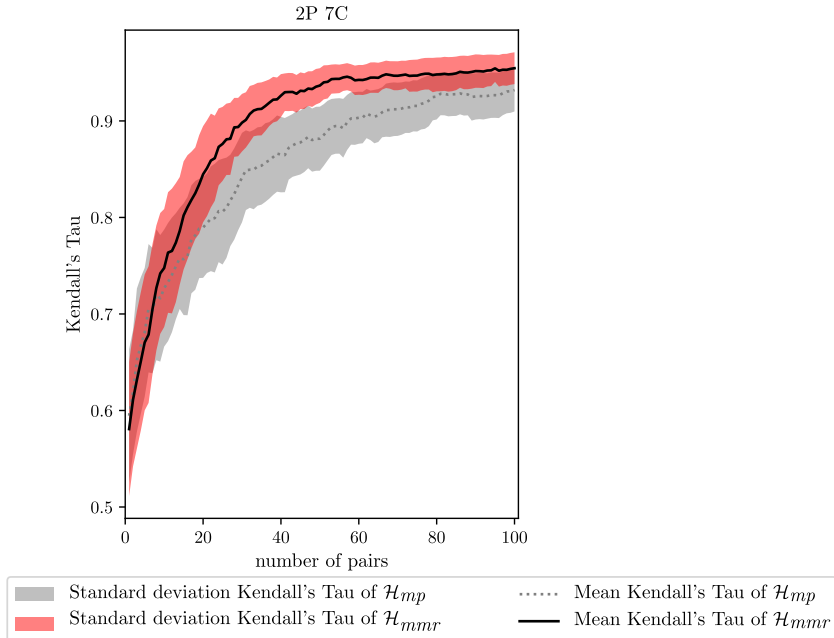 2P 7C
Kendall's Tau
0.9
0.8
0.7
0.6
0.5
0 20 40 60 80 100
number of pairs
Standard deviation Kendall's Tau of ℋmp
Mean Kendall's Tau of ℋmp
Standard deviation Kendall's Tau of ℋmmr
Mean Kendall's Tau of ℋmmr